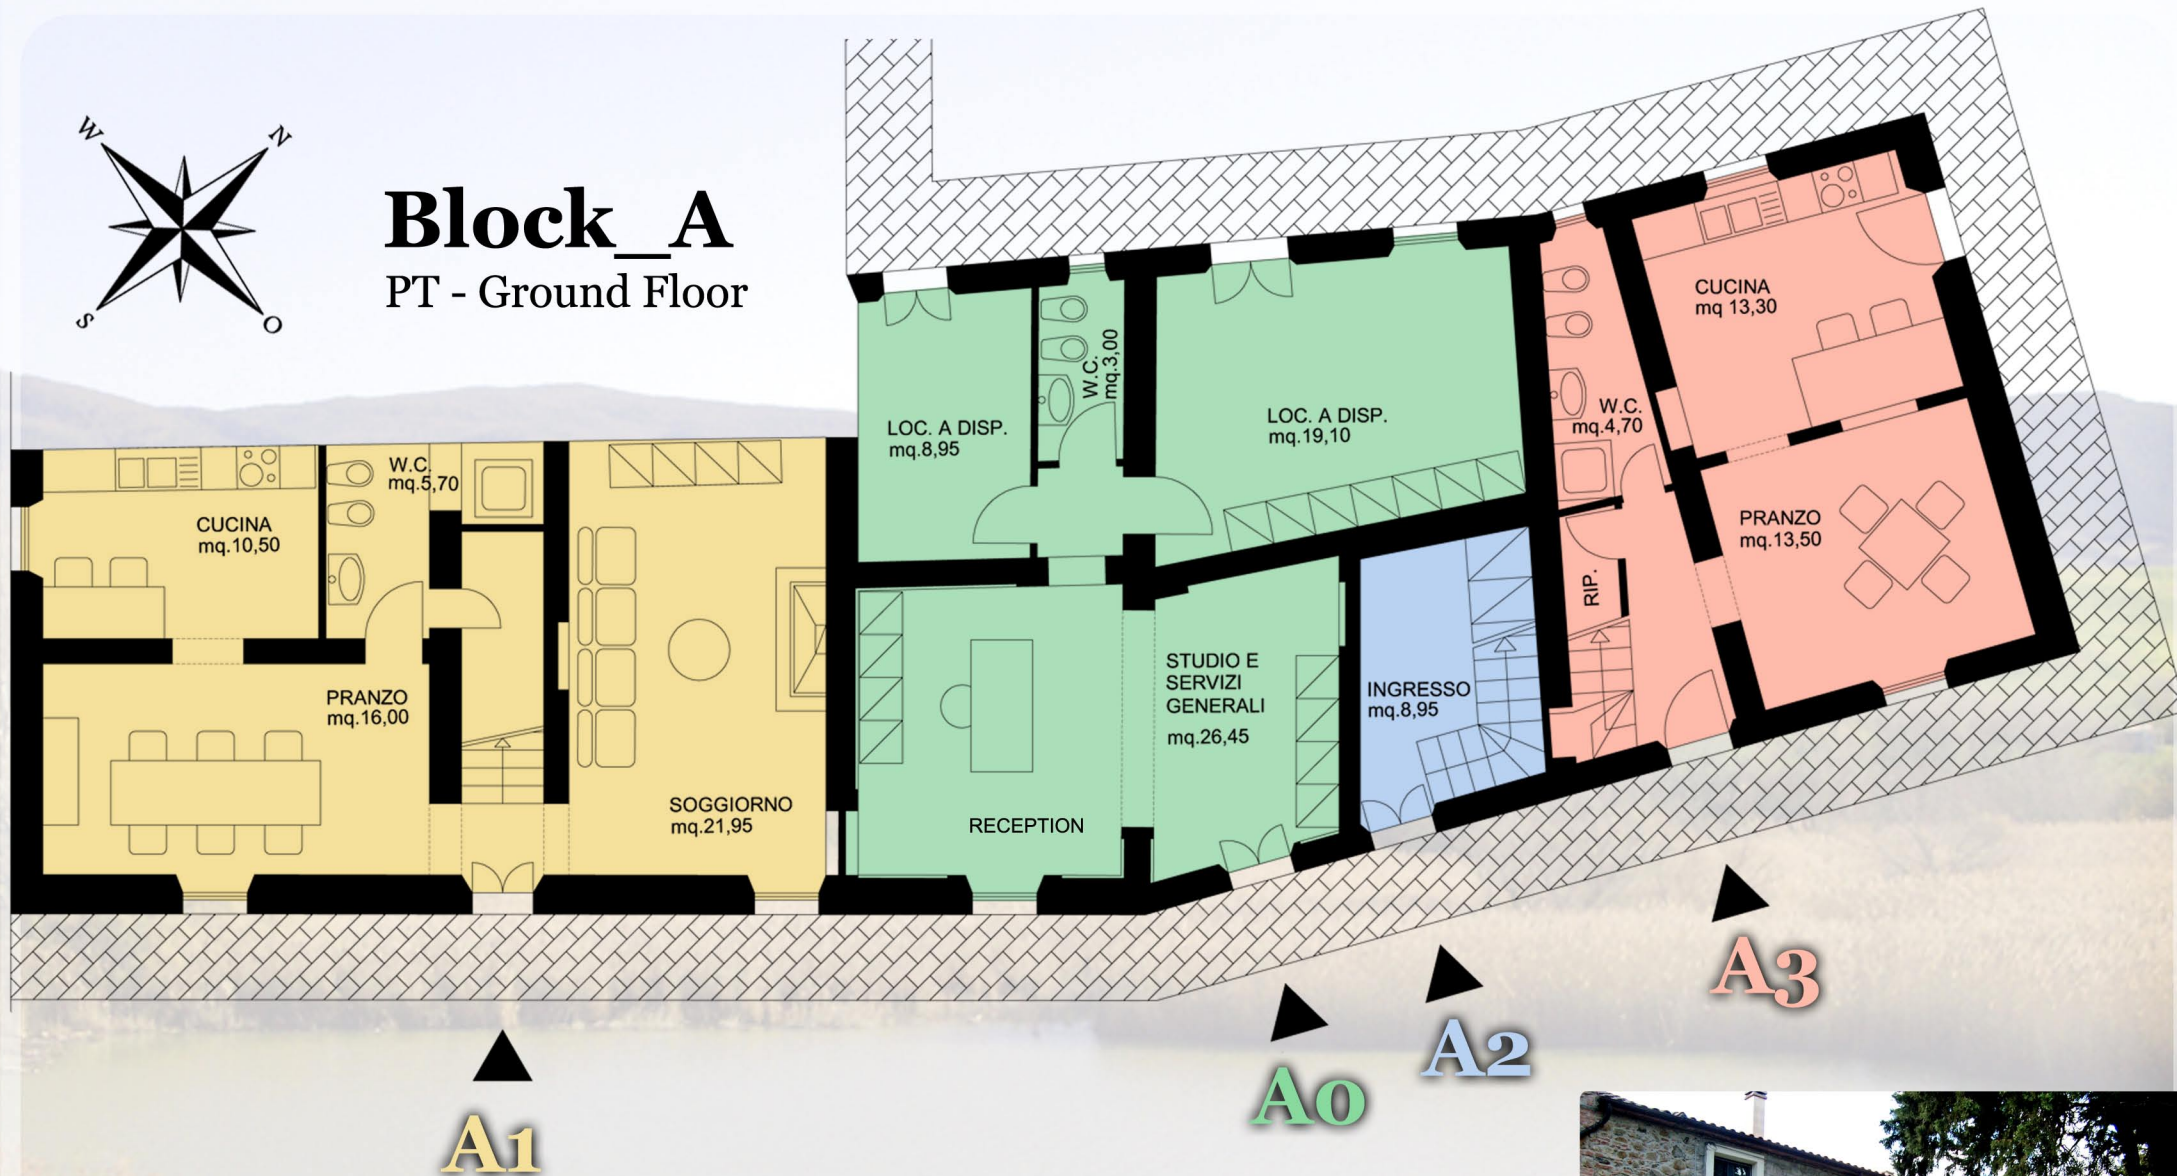 W
N
S
O
Block_A
PT - Ground Floor
CUCINA
mq.10,50
W.C.
mq.5,70
PRANZO
mq.16,00
SOGGIORNO
mq.21,95
LOC. A DISP.
mq.8,95
W.C.
mq.3,00
LOC. A DISP.
mq.19,10
RECEPTION
STUDIO E
SERVIZI
GENERALI
mq.26,45
INGRESSO
mq.8,95
W.C.
mq.4,70
RIP.
CUCINA
mq 13,30
PRANZO
mq.13,50
A1
A0
A2
A3